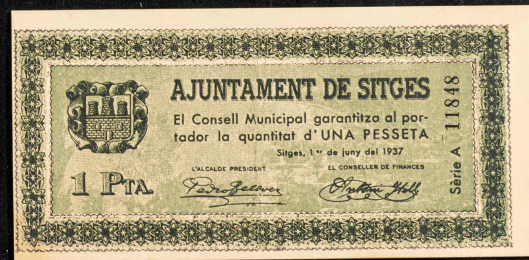 AJUNTAMENT DE SITGES
El Consell Municipal garantitza al por-
tador la quantitat d'UNA PESSETA
Sitges, 1er de juny del 1937
L'ALCALDE PRESIDENT
EL CONSELLER DE FINANCES
1 PTA.
Sèrie A 11848